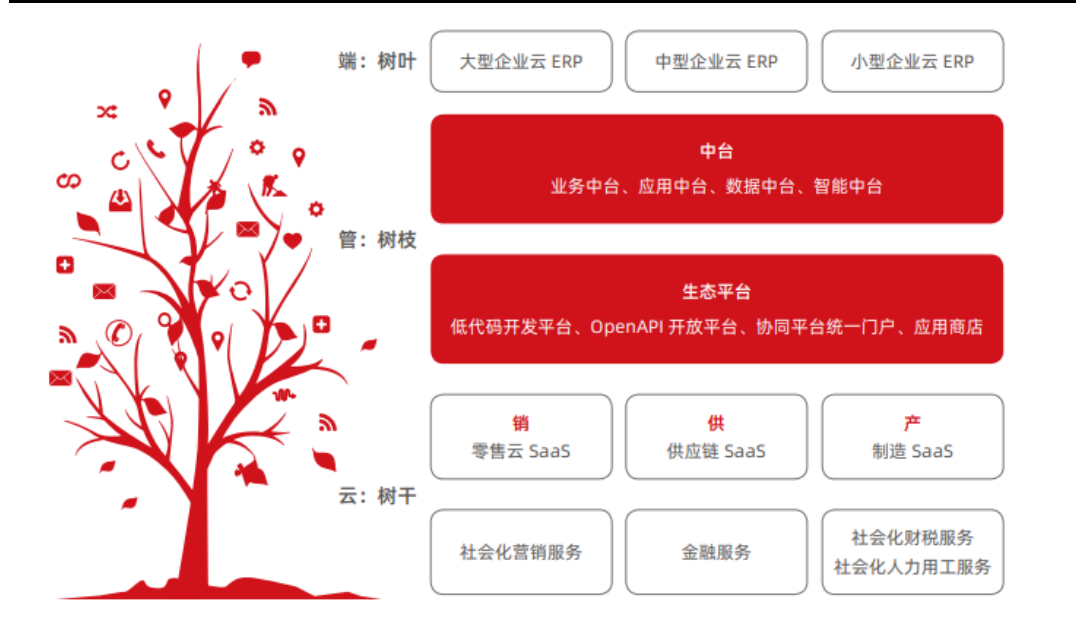 端：树叶
大型企业云 ERP
中型企业云 ERP
小型企业云 ERP
中台
业务中台、应用中台、数据中台、智能中台
管：树枝
生态平台
低代码开发平台、OpenAPI 开放平台、协同平台统一门户、应用商店
销
零售云 SaaS
供
供应链 SaaS
产
制造 SaaS
云：树干
社会化营销服务
金融服务
社会化财税服务
社会化人力用工服务